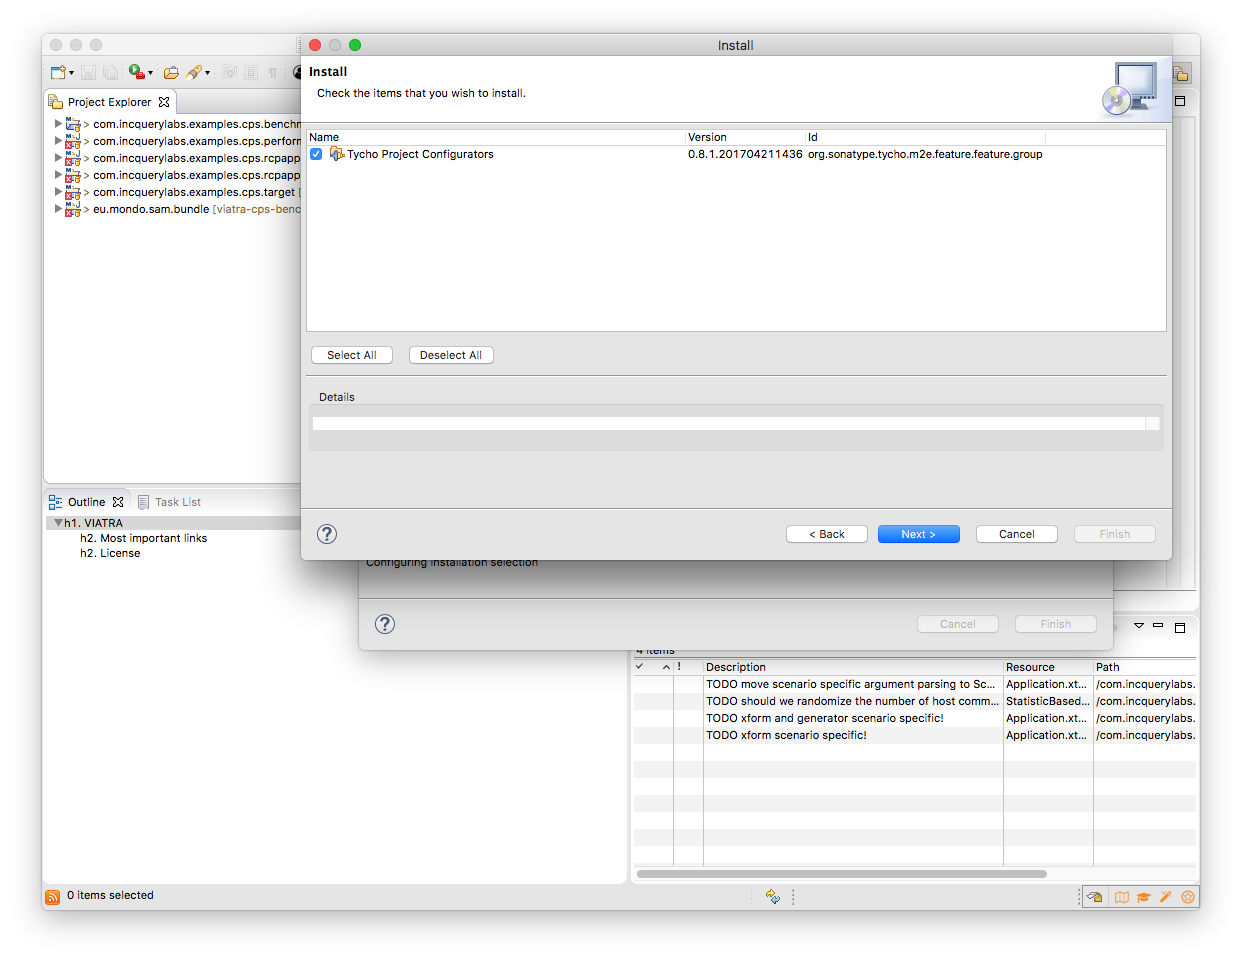 Install
Install
Check the items that you wish to install.
Project Explorer
> com.incquerylabs.examples.cps.benchm
> com.incquerylabs.examples.cps.perform
> com.incquerylabs.examples.cps.rcpapp
> com.incquerylabs.examples.cps.rcpapp
> com.incquerylabs.examples.cps.target [
> eu.mondo.sam.bundle [viatra-cps-benc
Name Version Id
Tycho Project Configurators 0.8.1.201704211436 org.sonatype.tycho.m2e.feature.feature.group
Select All Deselect All
Details
? < Back Next > Cancel Finish
Outline Task List
h1. VIATRA
h2. Most important links
h2. License
Configuring installation selection
? Cancel Finish
4 items
! Description Resource Path
TODO move scenario specific argument parsing to Sc... Application.xt... /com.incquerylabs.
TODO should we randomize the number of host comm... StatisticBased... /com.incquerylabs.
TODO xform and generator scenario specific! Application.xt... /com.incquerylabs.
TODO xform scenario specific! Application.xt... /com.incquerylabs.
0 items selected